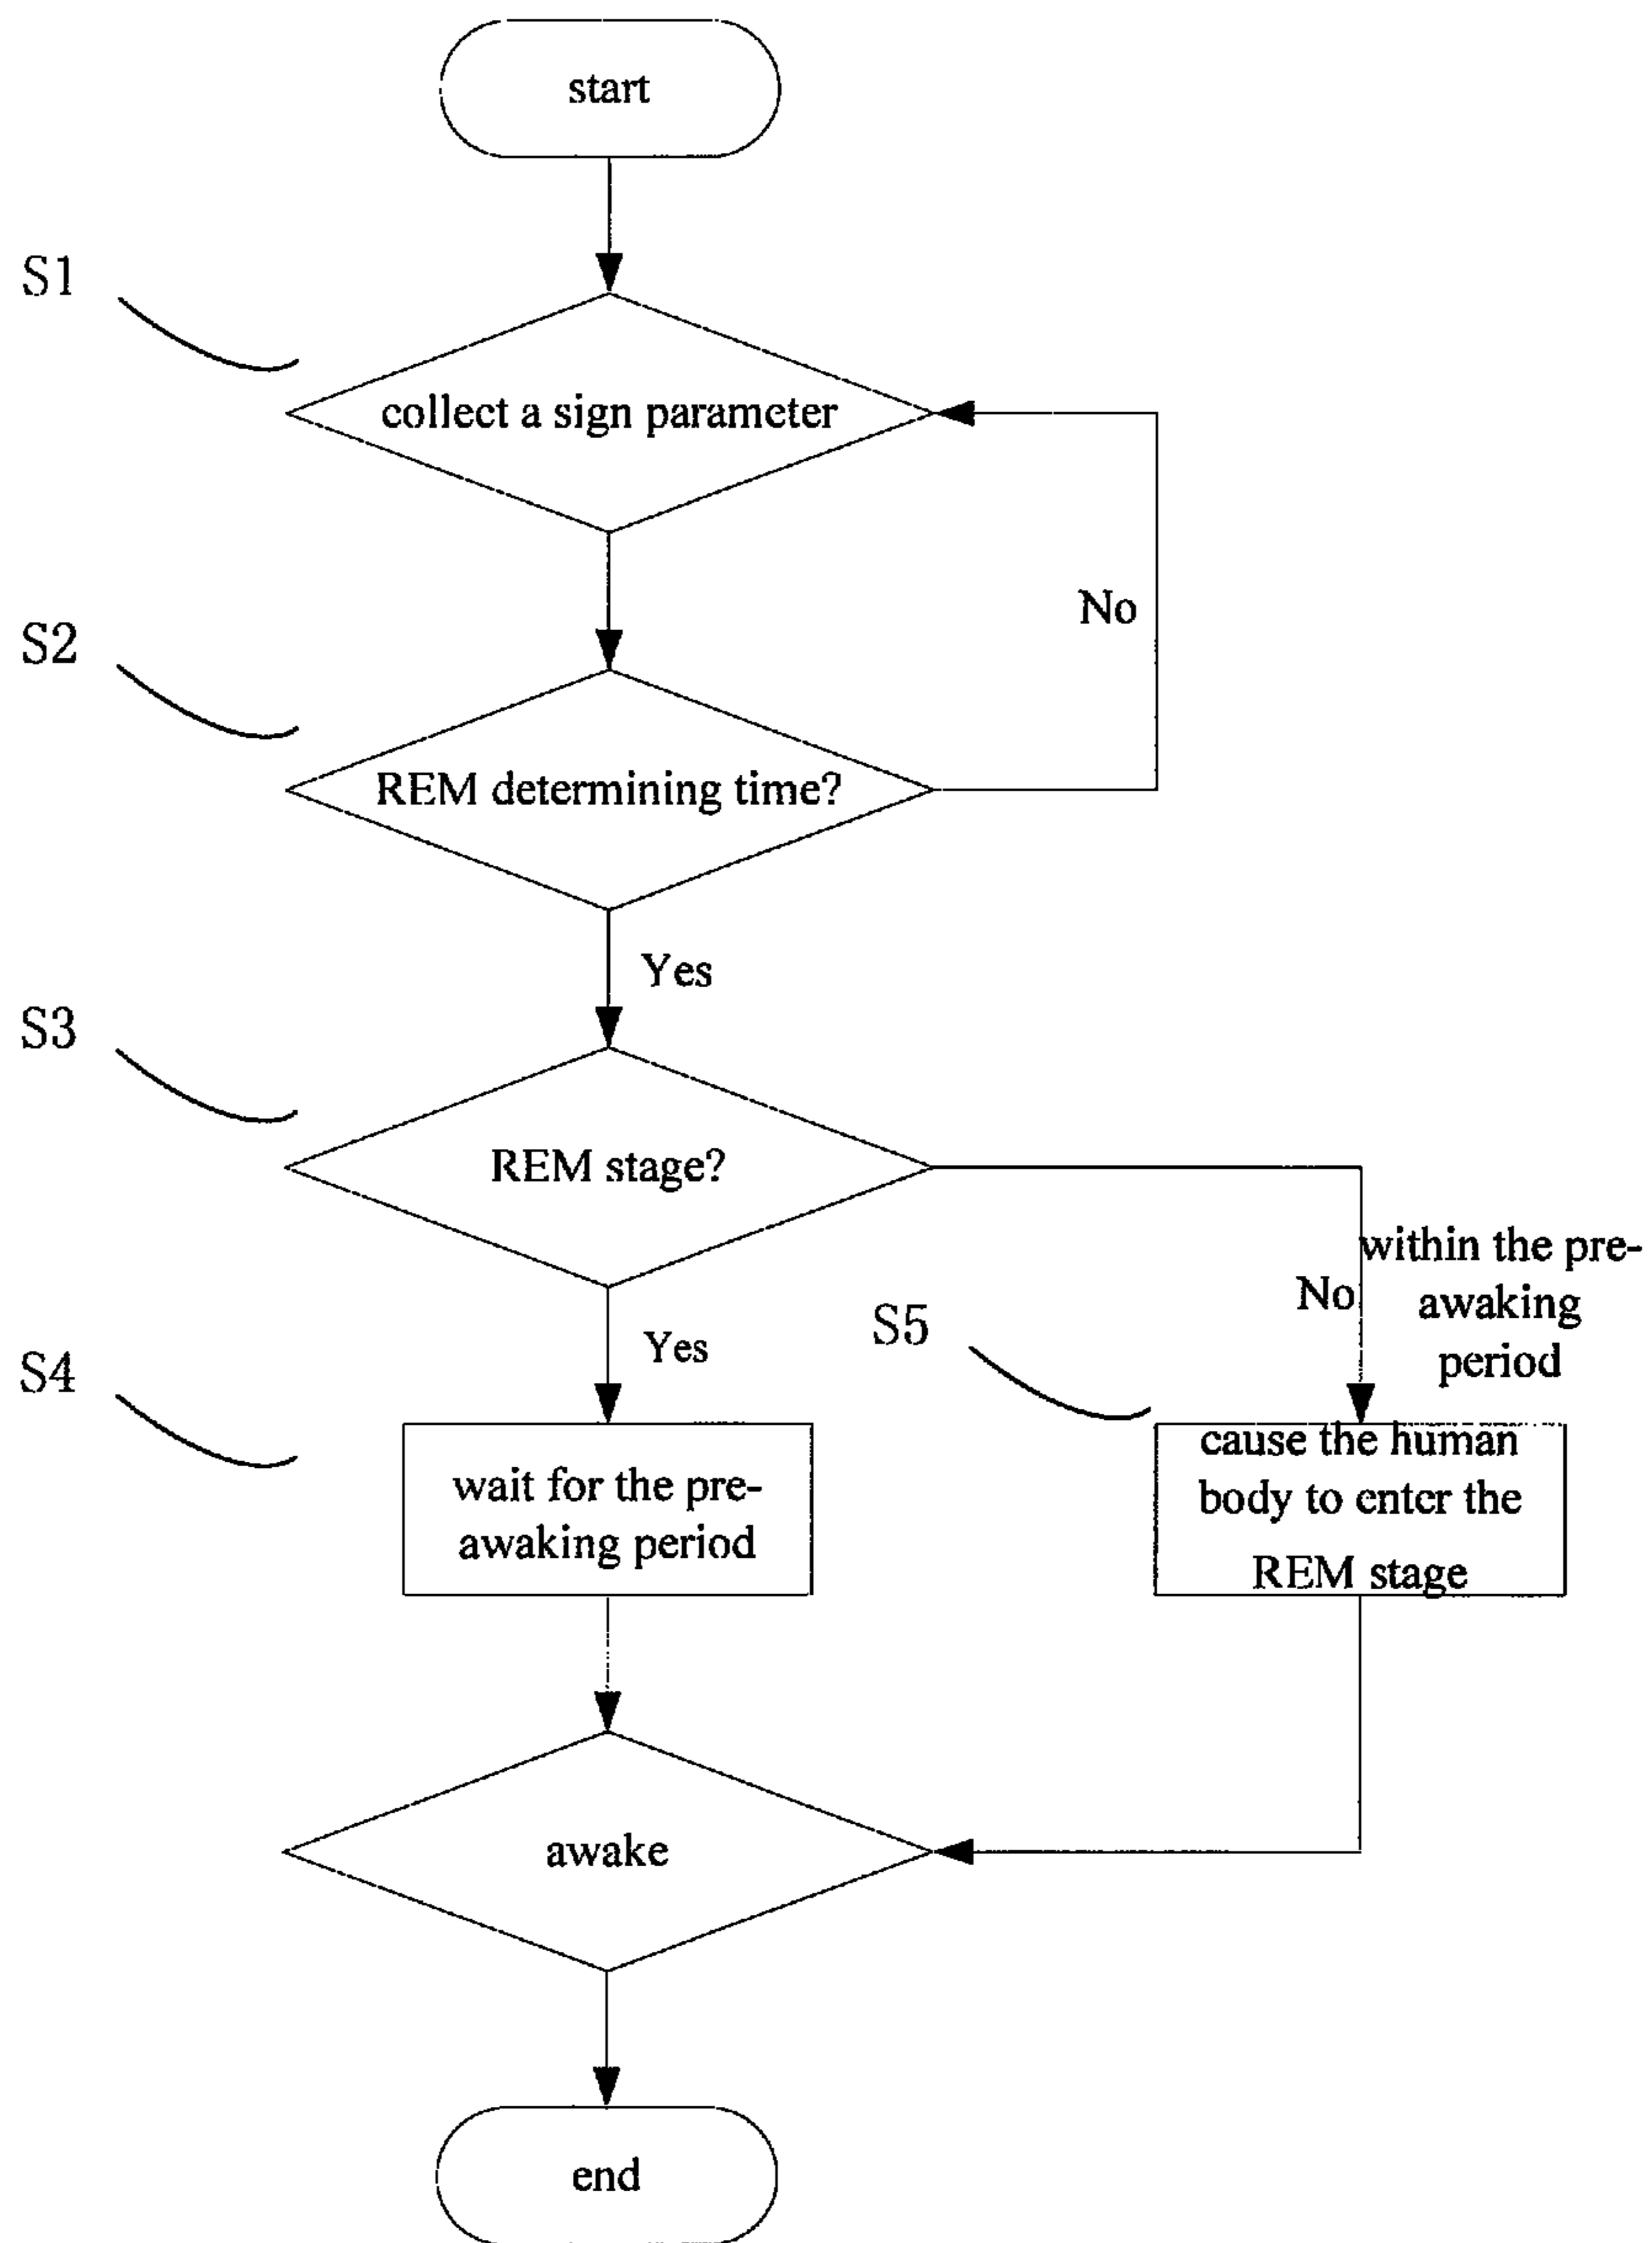 start
S1
collect a sign parameter
No
S2
REM determining time?
Yes
S3
REM stage?
within the pre-
No
awaking
period
S5
Yes
S4
cause the human
body to enter the
REM stage
wait for the pre-
awaking period
awake
end